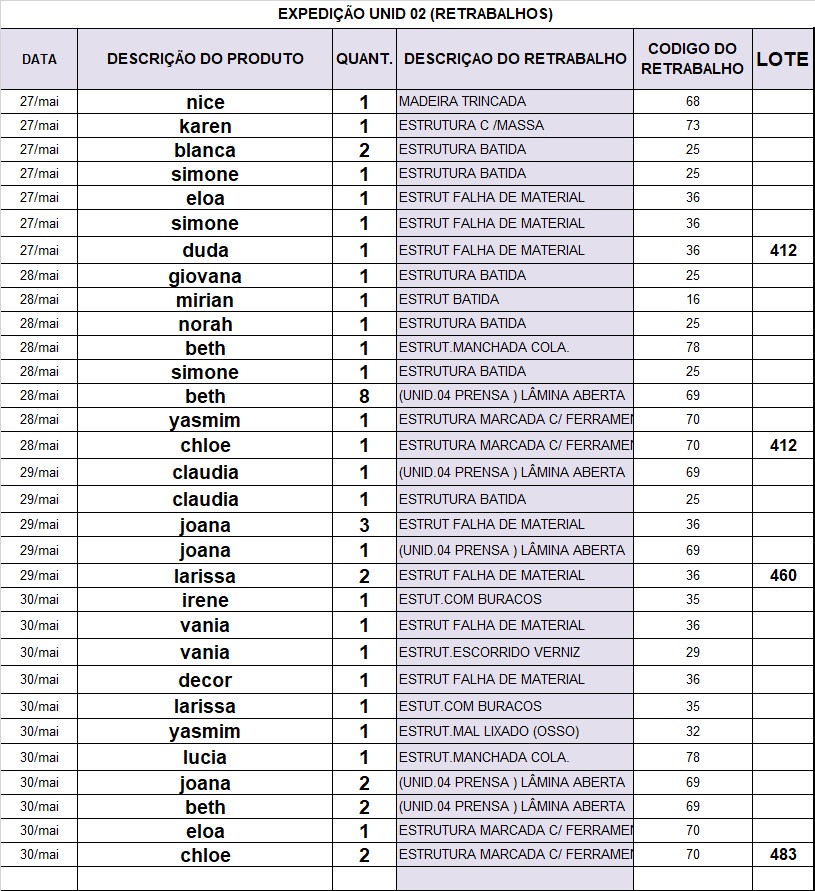 EXPEDIÇÃO UNID 02 (RETRABALHOS)
DATA DESCRIÇÃO DO PRODUTO QUANT. DESCRIÇAO DO RETRABALHO CODIGO DO RETRABALHO LOTE
27/mai nice 1 MADEIRA TRINCADA 68
27/mai karen 1 ESTRUTURA C /MASSA 73
27/mai blanca 2 ESTRUTURA BATIDA 25
27/mai simone 1 ESTRUTURA BATIDA 25
27/mai eloa 1 ESTRUT FALHA DE MATERIAL 36
27/mai simone 1 ESTRUT FALHA DE MATERIAL 36
27/mai duda 1 ESTRUT FALHA DE MATERIAL 36 412
28/mai giovana 1 ESTRUTURA BATIDA 25
28/mai mirian 1 ESTRUT BATIDA 16
28/mai norah 1 ESTRUTURA BATIDA 25
28/mai beth 1 ESTRUT.MANCHADA COLA. 78
28/mai simone 1 ESTRUTURA BATIDA 25
28/mai beth 8 (UNID.04 PRENSA ) LÂMINA ABERTA 69
28/mai yasmim 1 ESTRUTURA MARCADA C/ FERRAMEN 70
28/mai chloe 1 ESTRUTURA MARCADA C/ FERRAMEN 70 412
29/mai claudia 1 (UNID.04 PRENSA ) LÂMINA ABERTA 69
29/mai claudia 1 ESTRUTURA BATIDA 25
29/mai joana 3 ESTRUT FALHA DE MATERIAL 36
29/mai joana 1 (UNID.04 PRENSA ) LÂMINA ABERTA 69
29/mai larissa 2 ESTRUT FALHA DE MATERIAL 36 460
30/mai irene 1 ESTUT.COM BURACOS 35
30/mai vania 1 ESTRUT FALHA DE MATERIAL 36
30/mai vania 1 ESTRUT.ESCORRIDO VERNIZ 29
30/mai decor 1 ESTRUT FALHA DE MATERIAL 36
30/mai larissa 1 ESTUT.COM BURACOS 35
30/mai yasmim 1 ESTRUT.MAL LIXADO (OSSO) 32
30/mai lucia 1 ESTRUT.MANCHADA COLA. 78
30/mai joana 2 (UNID.04 PRENSA ) LÂMINA ABERTA 69
30/mai beth 2 (UNID.04 PRENSA ) LÂMINA ABERTA 69
30/mai eloa 1 ESTRUTURA MARCADA C/ FERRAMEN 70
30/mai chloe 2 ESTRUTURA MARCADA C/ FERRAMEN 70 483